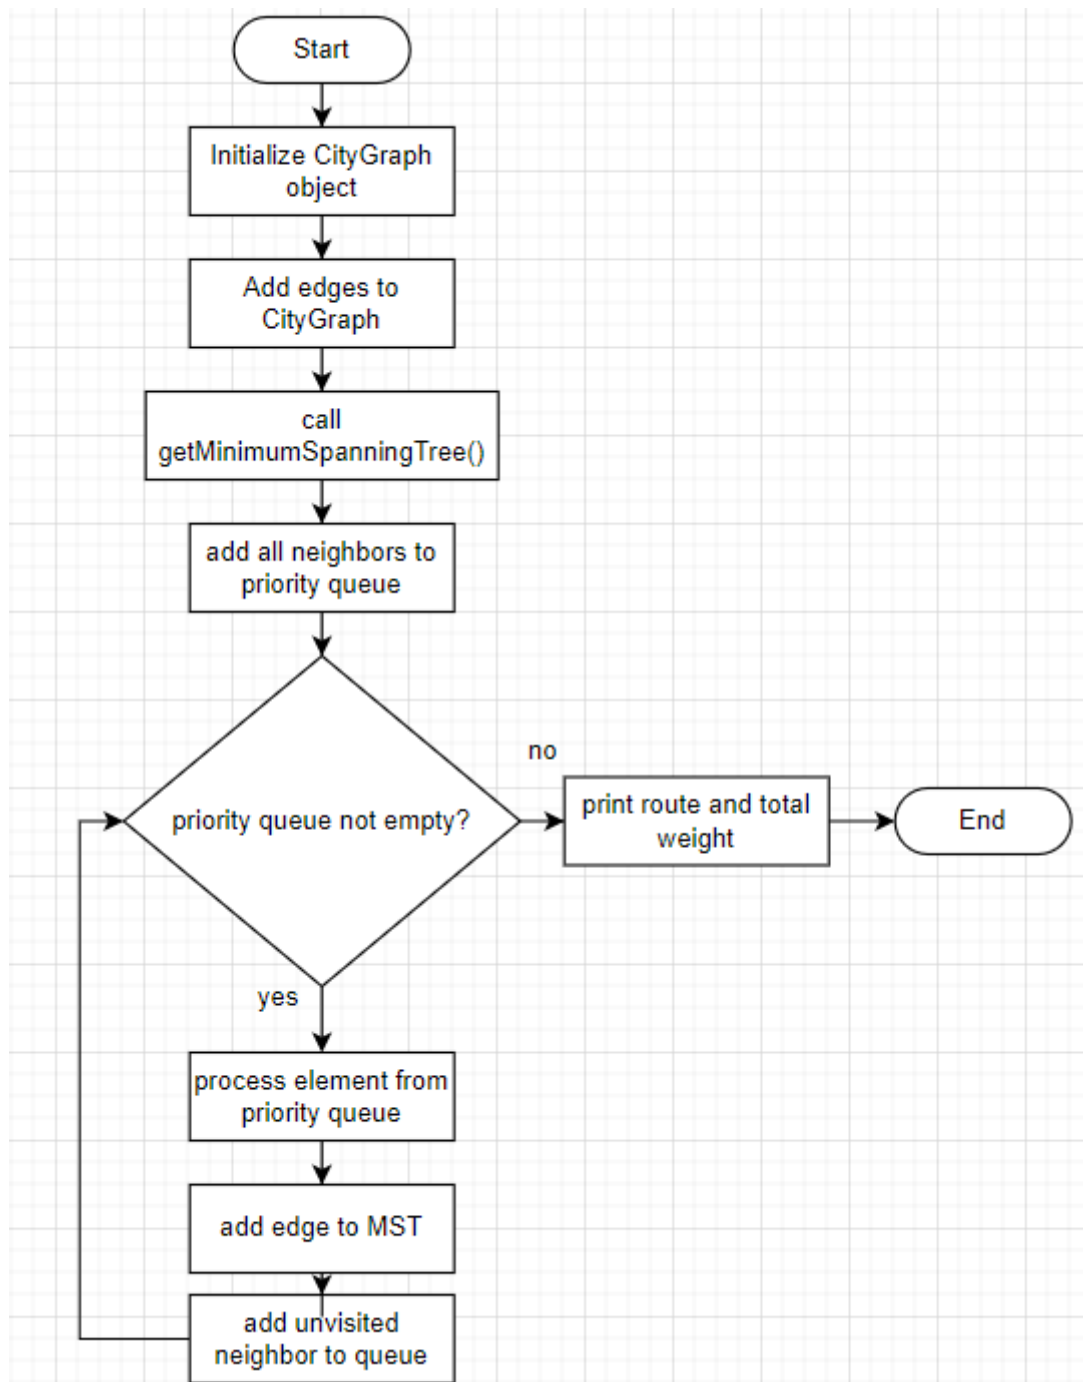 Start
Initialize CityGraph
object
Add edges to
CityGraph
call
getMinimumSpanningTree()
add all neighbors to
priority queue
priority queue not empty?
no
print route and total
weight
End
yes
process element from
priority queue
add edge to MST
add unvisited
neighbor to queue